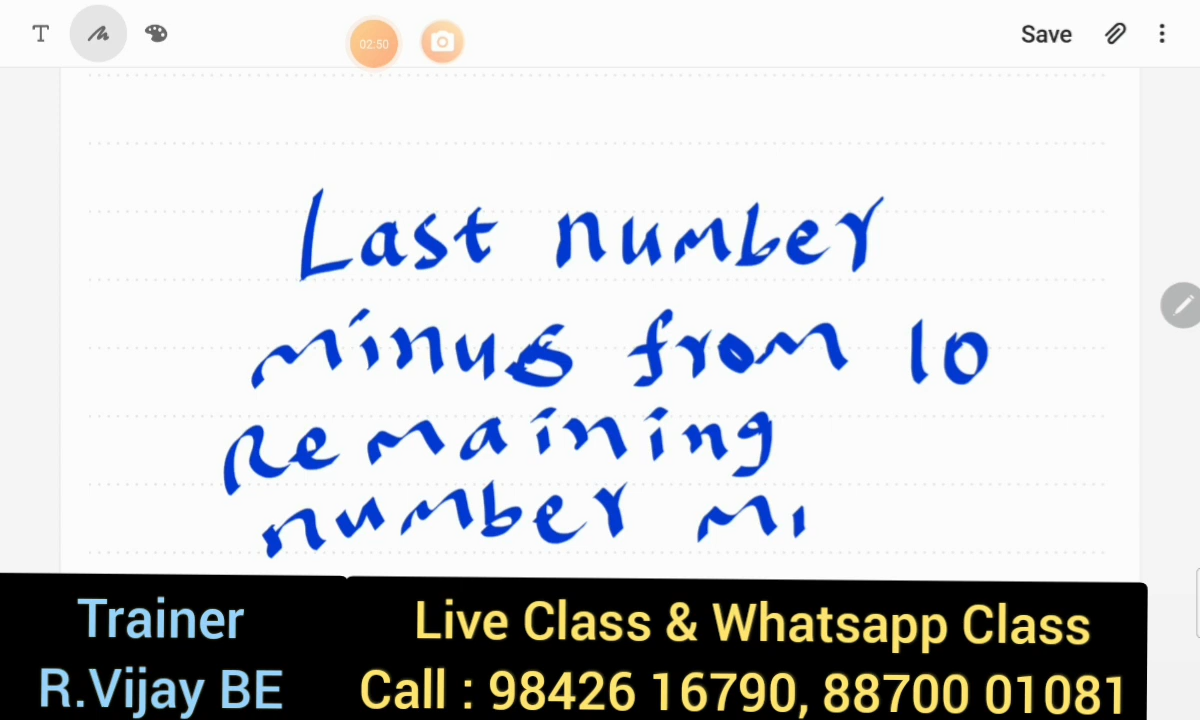 T
02:50
Save
Last number
minus from 10
Remaining
number mi
Trainer
R.Vijay BE
Live Class & Whatsapp Class
Call : 98426 16790, 88700 01081